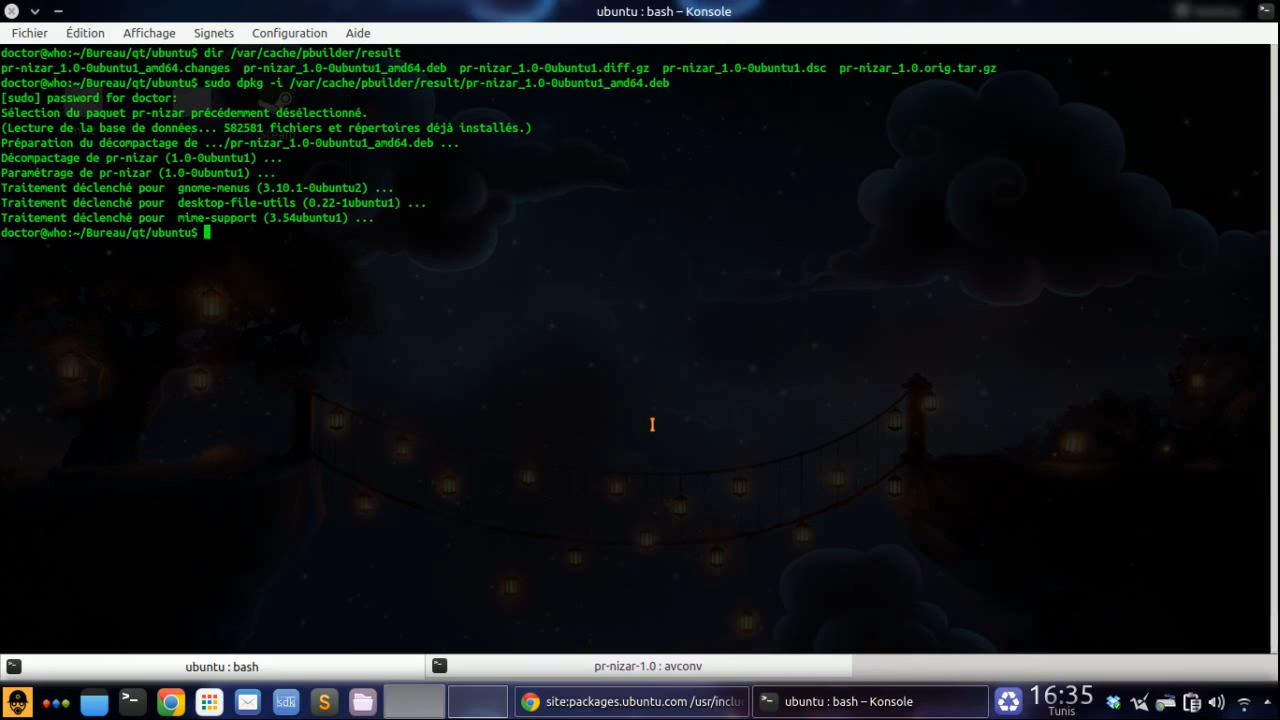 ubuntu : bash – Konsole
Fichier Édition Affichage Signets Configuration Aide
doctor@who:~/Bureau/qt/ubuntu$ dir /var/cache/pbuilder/result
pr-nizar_1.0-0ubuntu1_amd64.changes pr-nizar_1.0-0ubuntu1_amd64.deb pr-nizar_1.0-0ubuntu1.diff.gz pr-nizar_1.0-0ubuntu1.dsc pr-nizar_1.0.orig.tar.gz
doctor@who:~/Bureau/qt/ubuntu$ sudo dpkg -i /var/cache/pbuilder/result/pr-nizar_1.0-0ubuntu1_amd64.deb
[sudo] password for doctor:
Sélection du paquet pr-nizar précédemment désélectionné.
(Lecture de la base de données... 582581 fichiers et répertoires déjà installés.)
Préparation du décompactage de .../pr-nizar_1.0-0ubuntu1_amd64.deb ...
Décompactage de pr-nizar (1.0-0ubuntu1) ...
Paramétrage de pr-nizar (1.0-0ubuntu1) ...
Traitement déclenché pour  gnome-menus (3.10.1-0ubuntu2) ...
Traitement déclenché pour  desktop-file-utils (0.22-1ubuntu1) ...
Traitement déclenché pour  mime-support (3.54ubuntu1) ...
doctor@who:~/Bureau/qt/ubuntu$
ubuntu : bash pr-nizar-1.0 : avconv
sdk S site:packages.ubuntu.com /usr/inclu ubuntu : bash – Konsole 16:35
Tunis